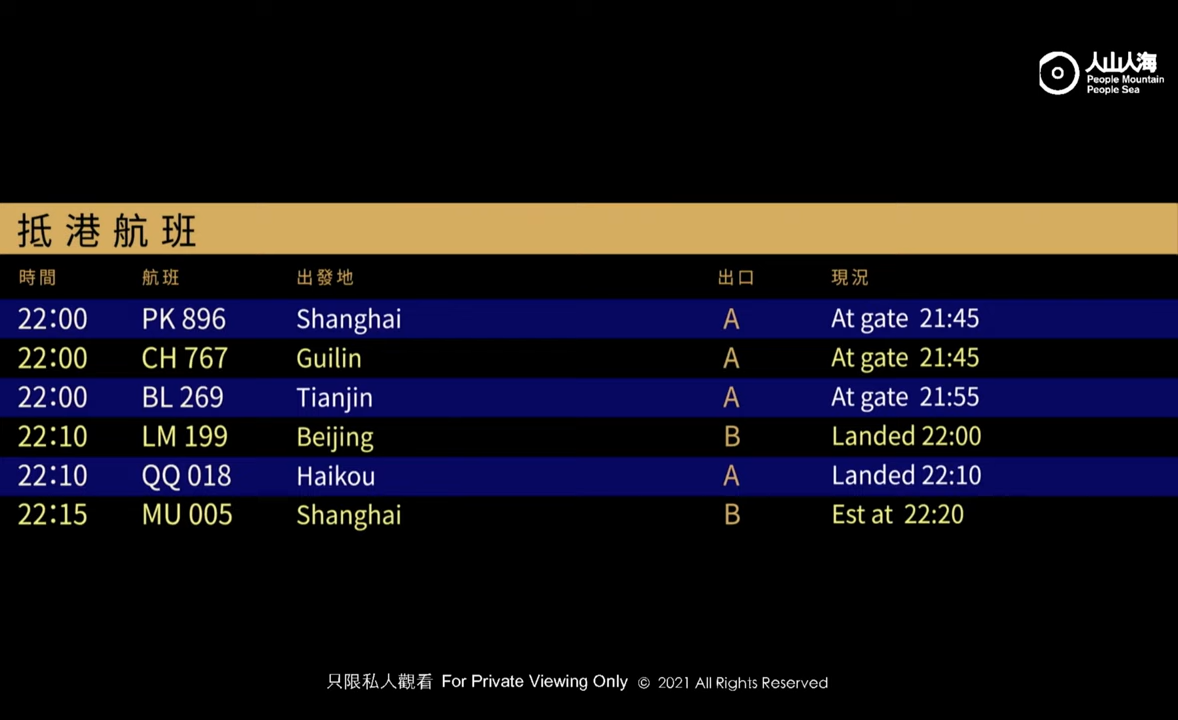 人山人海
People Mountain
People Sea
抵港航班
時間 航班 出發地 出口 現況
22:00 PK 896 Shanghai A At gate 21:45
22:00 CH 767 Guilin A At gate 21:45
22:00 BL 269 Tianjin A At gate 21:55
22:10 LM 199 Beijing B Landed 22:00
22:10 QQ 018 Haikou A Landed 22:10
22:15 MU 005 Shanghai B Est at 22:20
只限私人觀看 For Private Viewing Only © 2021 All Rights Reserved